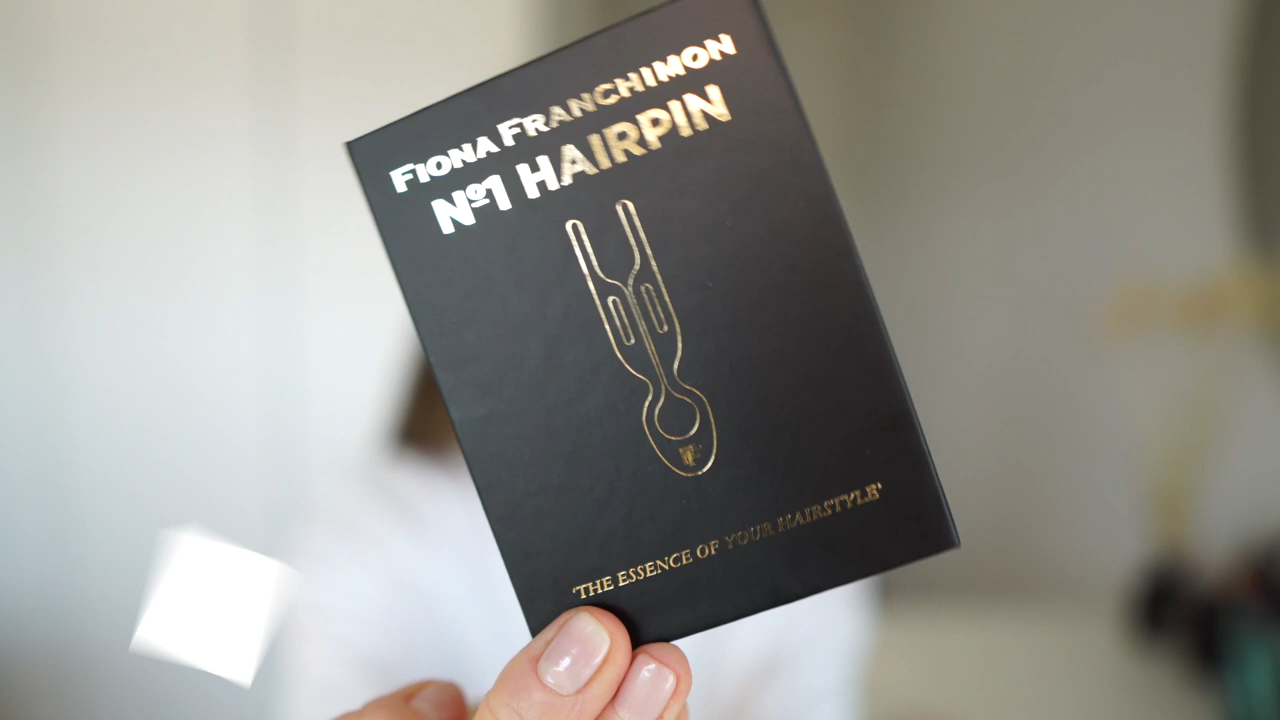 FIONA FRANCHIMON
Nº1 HAIRPIN
'THE ESSENCE OF YOUR HAIRSTYLE'